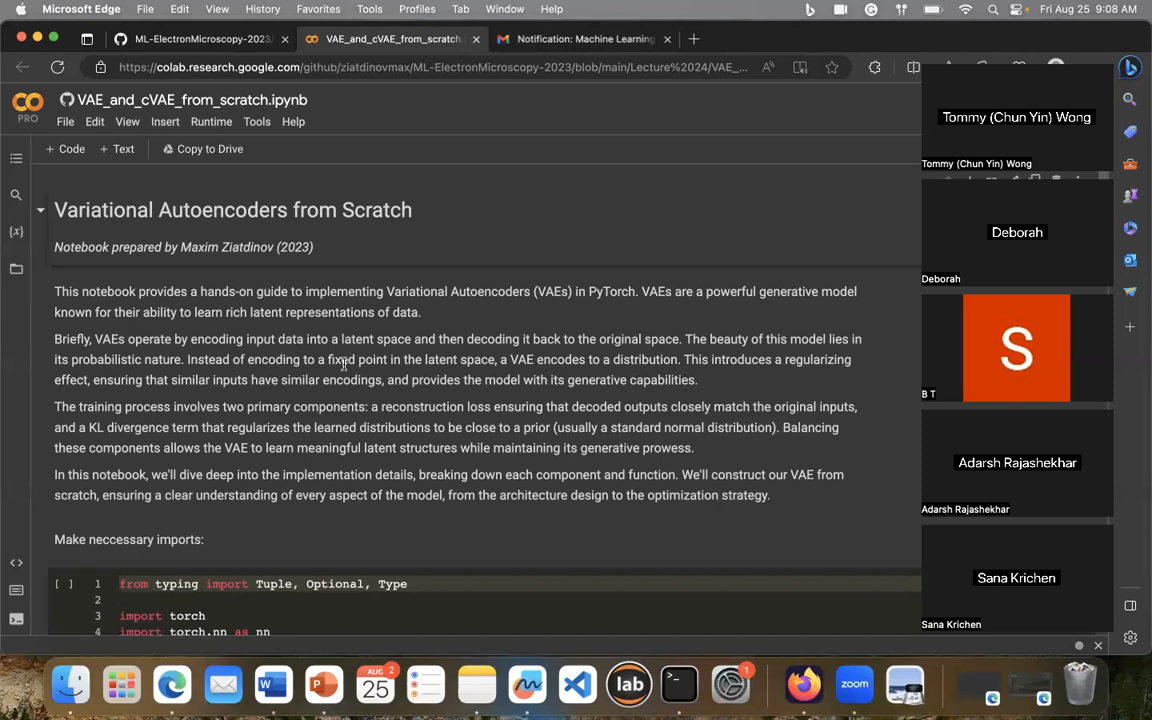 Microsoft Edge File Edit View History Favorites Tools Profiles Tab Window Help Fri Aug 25 9:08 AM
ML-ElectronMicroscopy-2023/ VAE_and_cVAE_from_scratch. Notification: Machine Learning
https://colab.research.google.com/github/ziatdinovmax/ML-ElectronMicroscopy-2023/blob/main/Lecture%2024/VAE_...
VAE_and_cVAE_from_scratch.ipynb
PRO
File Edit View Insert Runtime Tools Help
+ Code + Text Copy to Drive
Variational Autoencoders from Scratch
Notebook prepared by Maxim Ziatdinov (2023)
This notebook provides a hands-on guide to implementing Variational Autoencoders (VAEs) in PyTorch. VAEs are a powerful generative model
known for their ability to learn rich latent representations of data.
Briefly, VAEs operate by encoding input data into a latent space and then decoding it back to the original space. The beauty of this model lies in
its probabilistic nature. Instead of encoding to a fixed point in the latent space, a VAE encodes to a distribution. This introduces a regularizing
effect, ensuring that similar inputs have similar encodings, and provides the model with its generative capabilities.
The training process involves two primary components: a reconstruction loss ensuring that decoded outputs closely match the original inputs,
and a KL divergence term that regularizes the learned distributions to be close to a prior (usually a standard normal distribution). Balancing
these components allows the VAE to learn meaningful latent structures while maintaining its generative prowess.
In this notebook, we'll dive deep into the implementation details, breaking down each component and function. We'll construct our VAE from
scratch, ensuring a clear understanding of every aspect of the model, from the architecture design to the optimization strategy.
Make neccessary imports:
[ ] 1 from typing import Tuple, Optional, Type
2
3 import torch
4 import torch.nn as nn
Tommy (Chun Yin) Wong
Tommy (Chun Yin) Wong
Deborah
Deborah
S
B T
Adarsh Rajashekhar
Adarsh Rajashekhar
Sana Krichen
Sana Krichen
AUG 2
25
lab
zoom
1